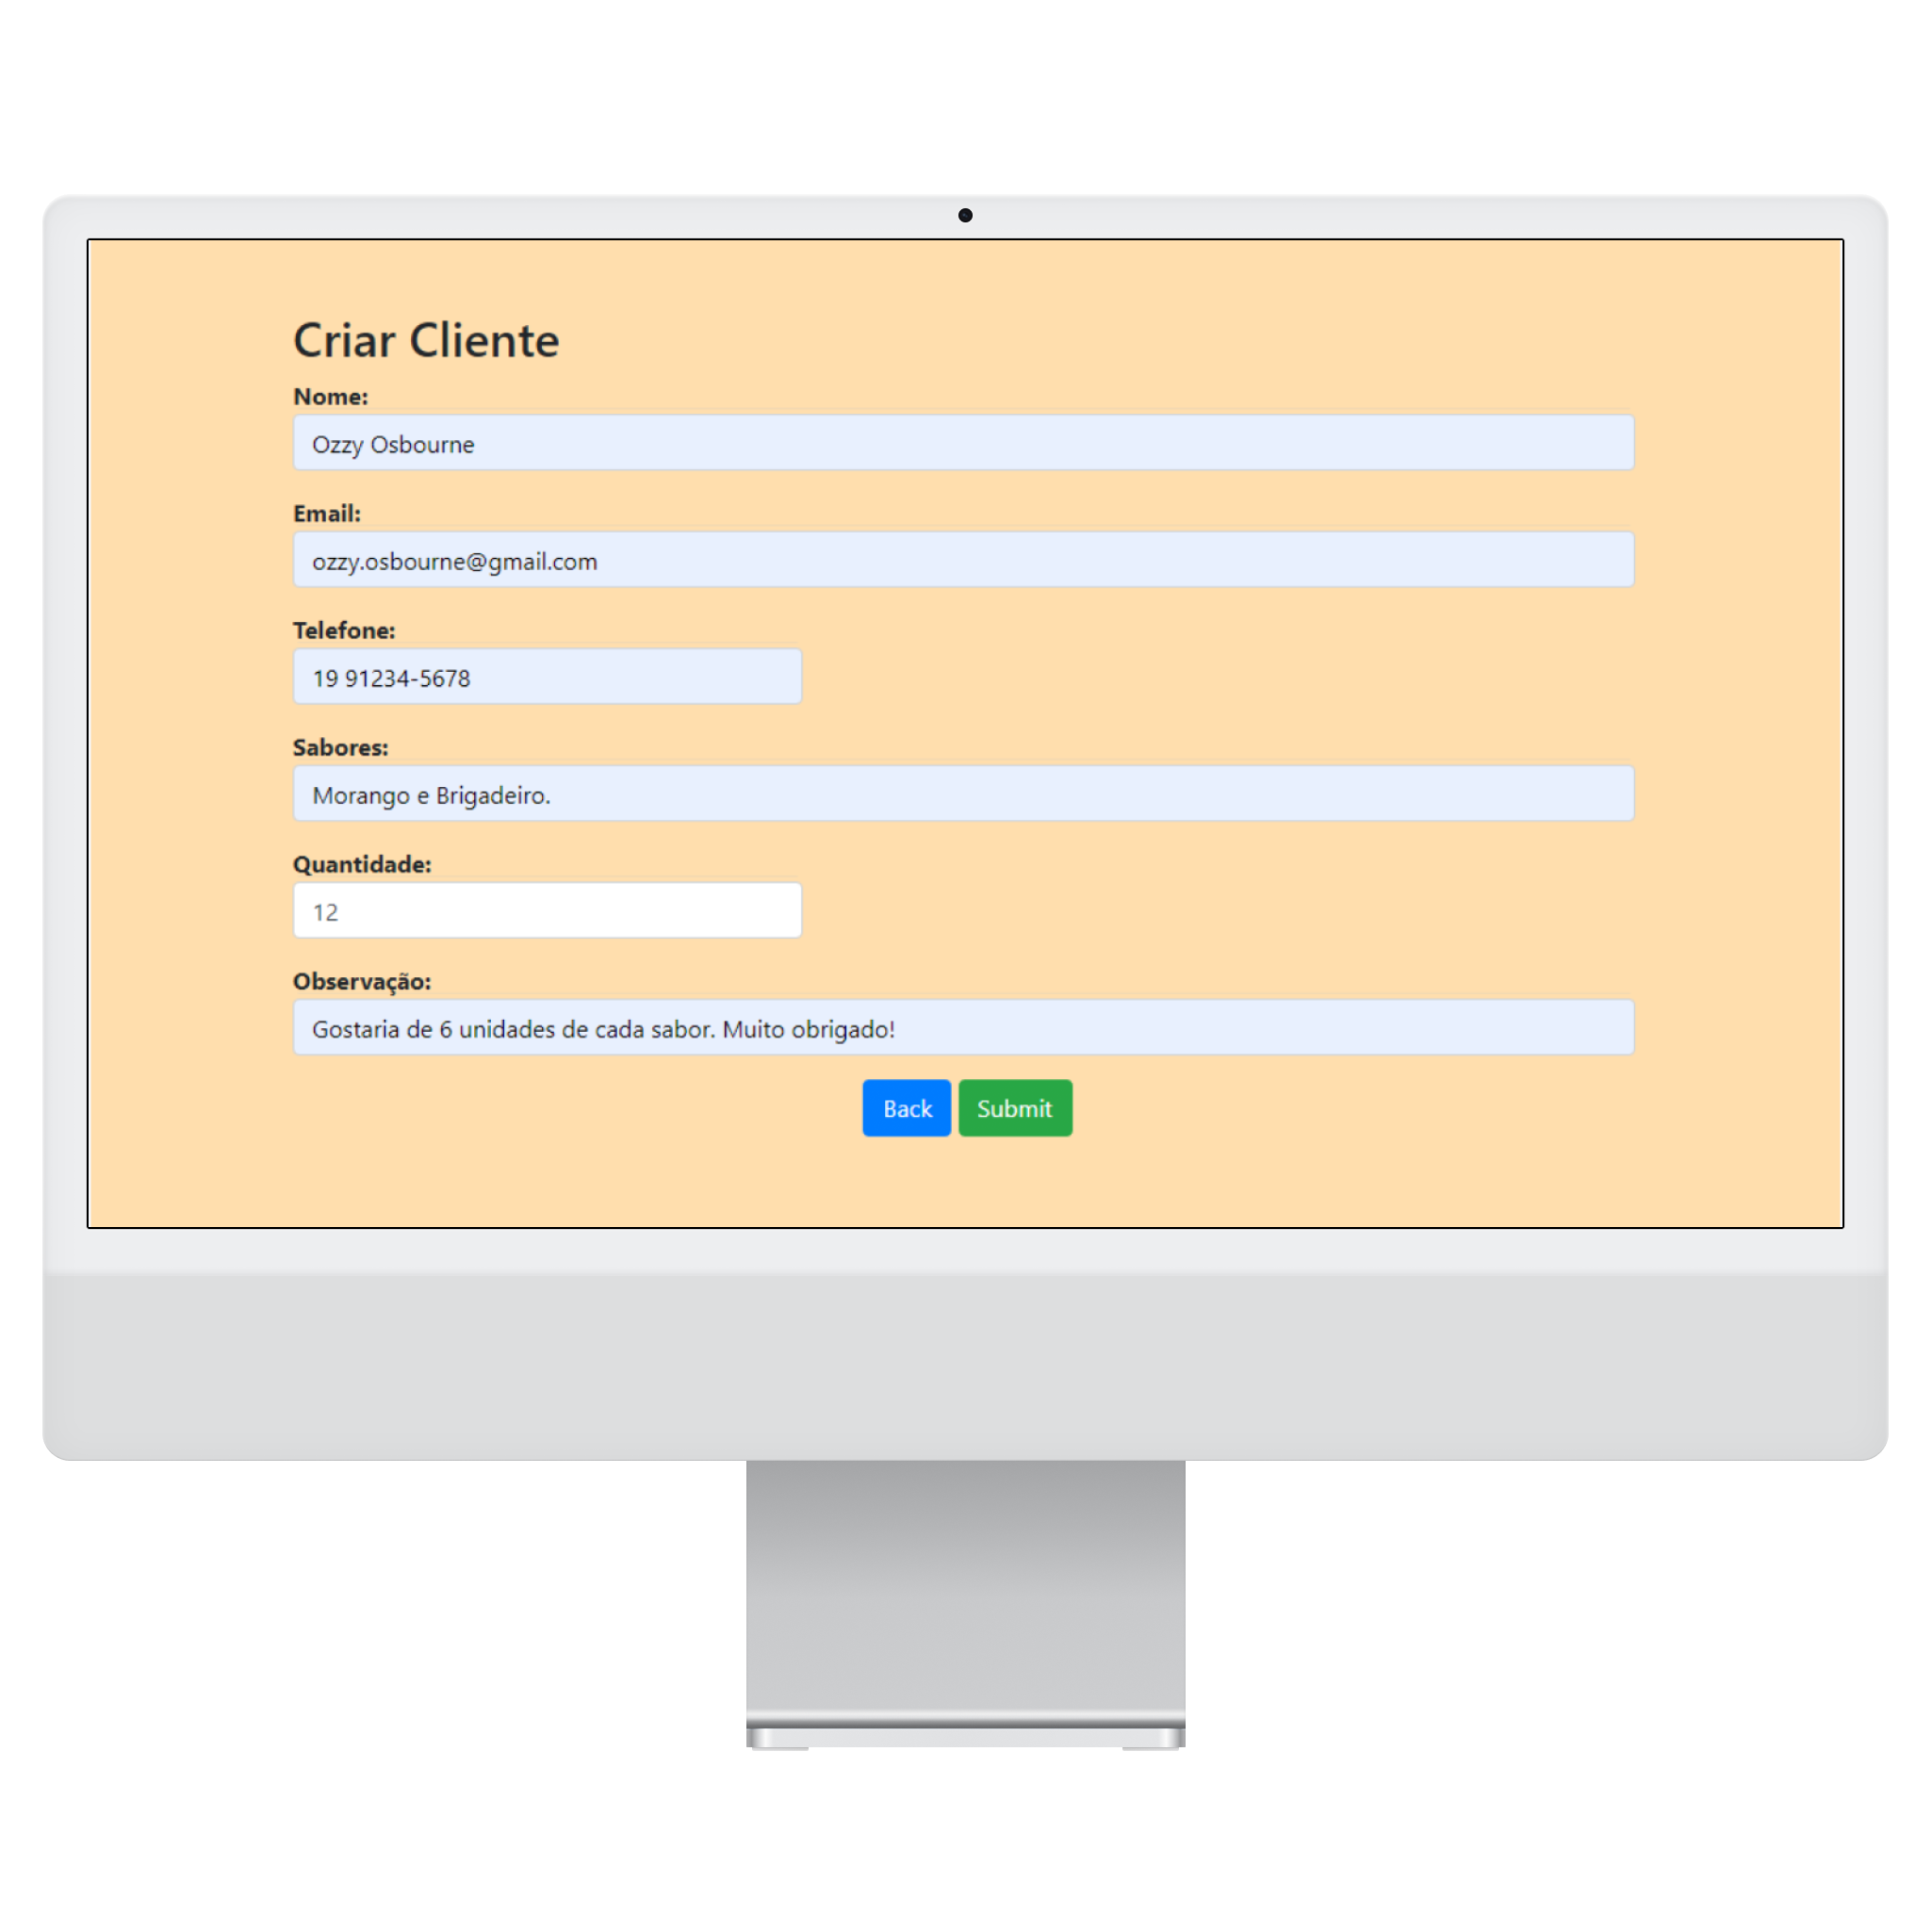 Criar Cliente
Nome:
Ozzy Osbourne
Email:
ozzy.osbourne@gmail.com
Telefone:
19 91234-5678
Sabores:
Morango e Brigadeiro.
Quantidade:
12
Observação:
Gostaria de 6 unidades de cada sabor. Muito obrigado!
Back Submit